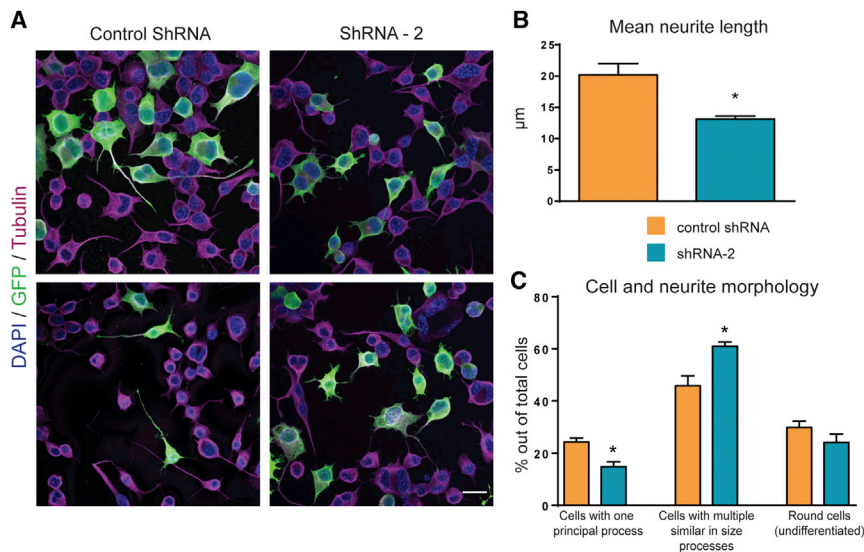 A
Control ShRNA
ShRNA - 2
DAPI / GFP / Tubulin
B
Mean neurite length
µm
25
20
15
10
5
0
*
control shRNA
shRNA-2
C
Cell and neurite morphology
% out of total cells
80
60
40
20
0
*
*
Cells with one
principal process
Cells with multiple
similar in size
processes
Round cells
(undifferentiated)